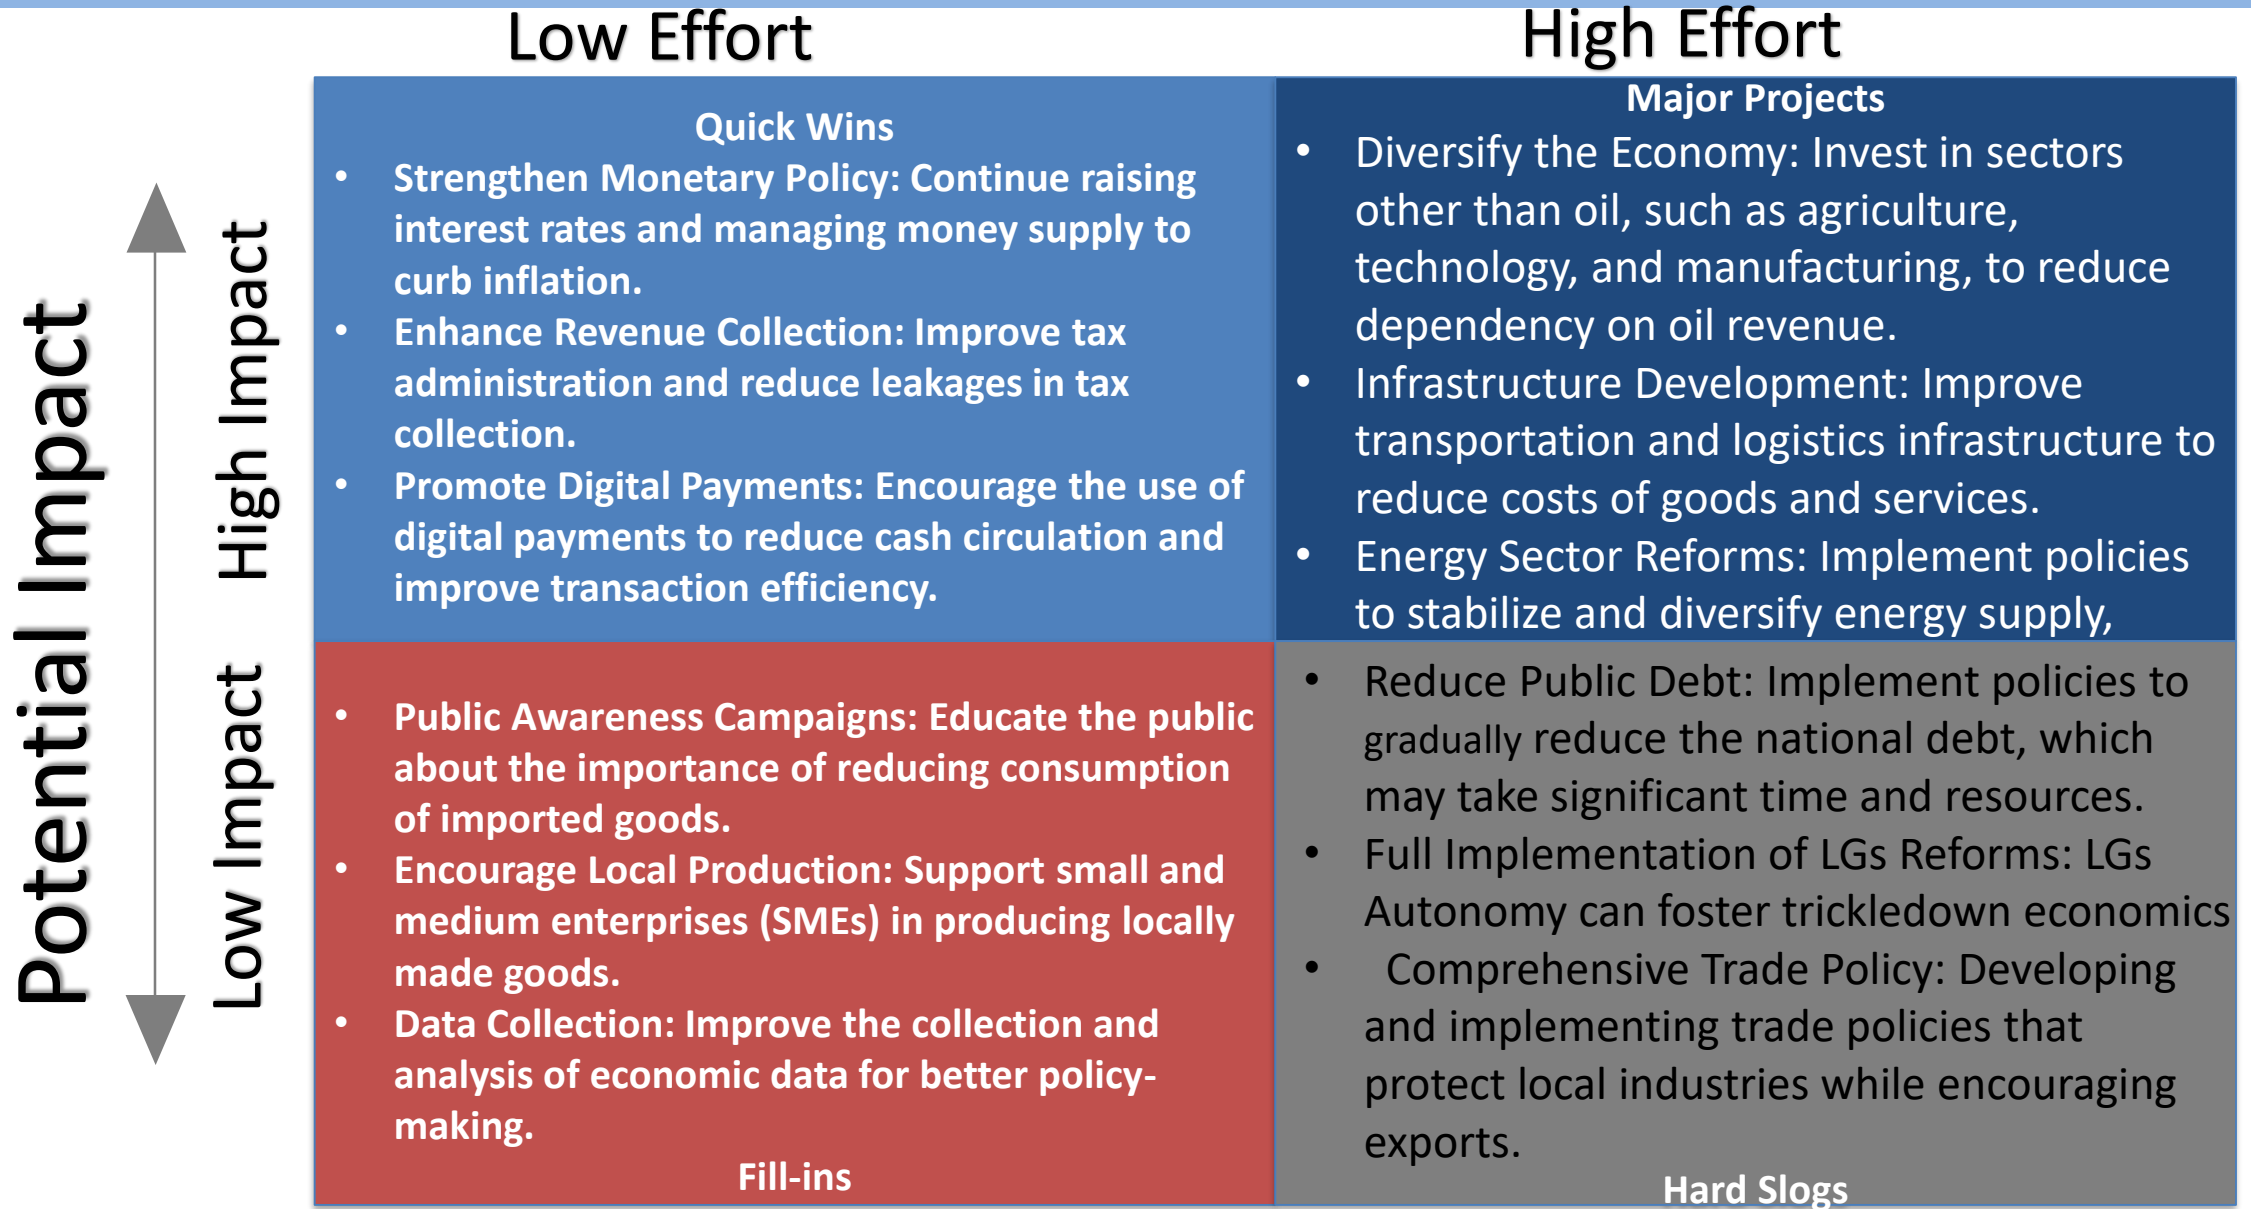 Low Effort
High Effort
Potential Impact
High Impact
Low Impact
Quick Wins
• Strengthen Monetary Policy: Continue raising
interest rates and managing money supply to
curb inflation.
• Enhance Revenue Collection: Improve tax
administration and reduce leakages in tax
collection.
• Promote Digital Payments: Encourage the use of
digital payments to reduce cash circulation and
improve transaction efficiency.
Major Projects
• Diversify the Economy: Invest in sectors
other than oil, such as agriculture,
technology, and manufacturing, to reduce
dependency on oil revenue.
• Infrastructure Development: Improve
transportation and logistics infrastructure to
reduce costs of goods and services.
• Energy Sector Reforms: Implement policies
to stabilize and diversify energy supply,
• Public Awareness Campaigns: Educate the public
about the importance of reducing consumption
of imported goods.
• Encourage Local Production: Support small and
medium enterprises (SMEs) in producing locally
made goods.
• Data Collection: Improve the collection and
analysis of economic data for better policy-
making.
Fill-ins
• Reduce Public Debt: Implement policies to
gradually reduce the national debt, which
may take significant time and resources.
• Full Implementation of LGs Reforms: LGs
Autonomy can foster trickledown economics
• Comprehensive Trade Policy: Developing
and implementing trade policies that
protect local industries while encouraging
exports.
Hard Slogs